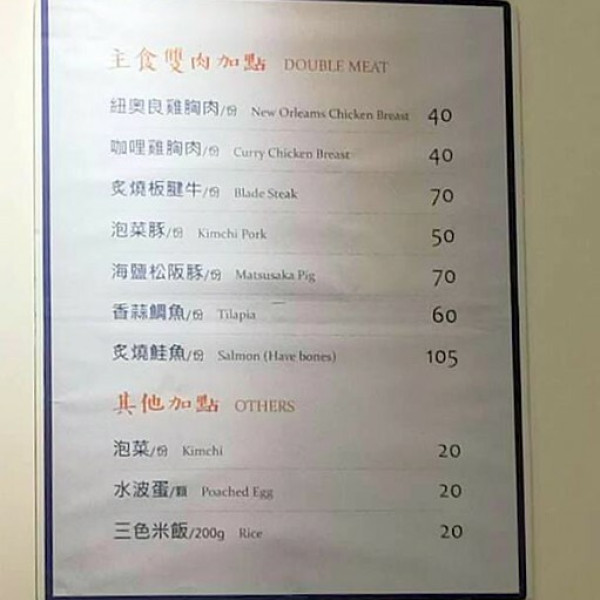 主食雙肉加點 DOUBLE MEAT
紐奧良雞胸肉/份 New Orleams Chicken Breast 40
咖哩雞胸肉/份 Curry Chicken Breast 40
炙燒板腱牛/份 Blade Steak 70
泡菜豚/份 Kimchi Pork 50
海鹽松阪豚/份 Matsusaka Pig 70
香蒜鯛魚/份 Tilapia 60
炙燒鮭魚/份 Salmon (Have bones) 105
其他加點 OTHERS
泡菜/份 Kimchi 20
水波蛋/顆 Poached Egg 20
三色米飯/200g Rice 20